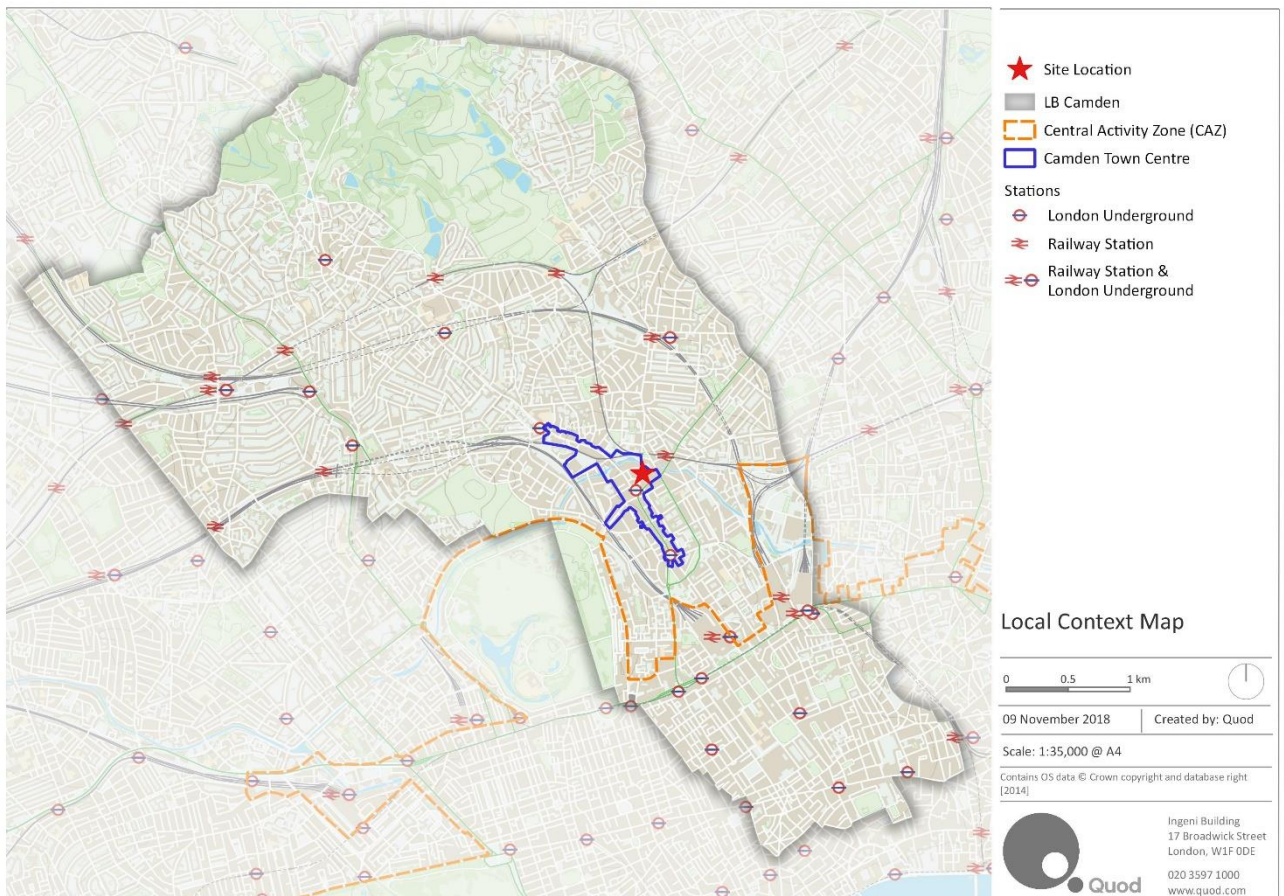 Site Location
LB Camden
Central Activity Zone (CAZ)
Camden Town Centre
Stations
London Underground
Railway Station
Railway Station &
London Underground
Local Context Map
0 0.5 1 km
09 November 2018 Created by: Quod
Scale: 1:35,000 @ A4
Contains OS data © Crown copyright and database right
[2014]
Ingeni Building
17 Broadwick Street
London, W1F 0DE
020 3597 1000
www.quod.com
Quod